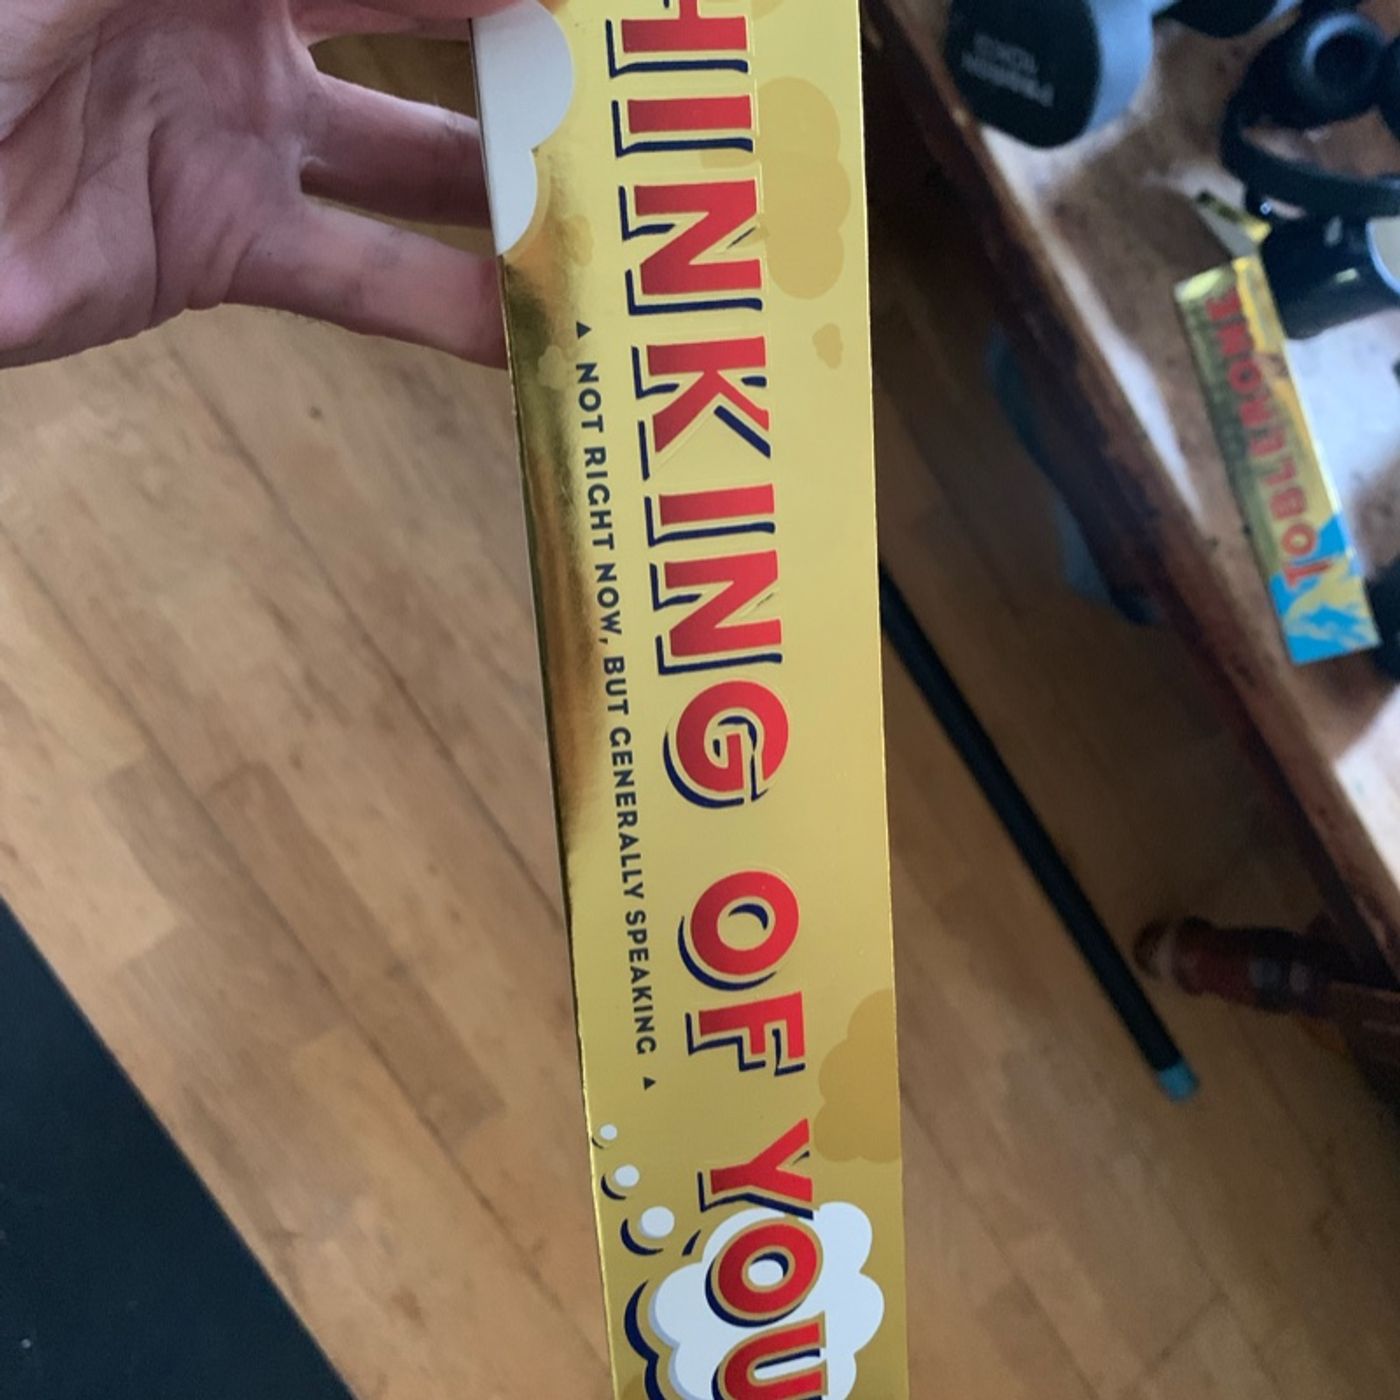 HINKING OF YOU
NOT RIGHT NOW, BUT GENERALLY SPEAKING
TOBLERONE